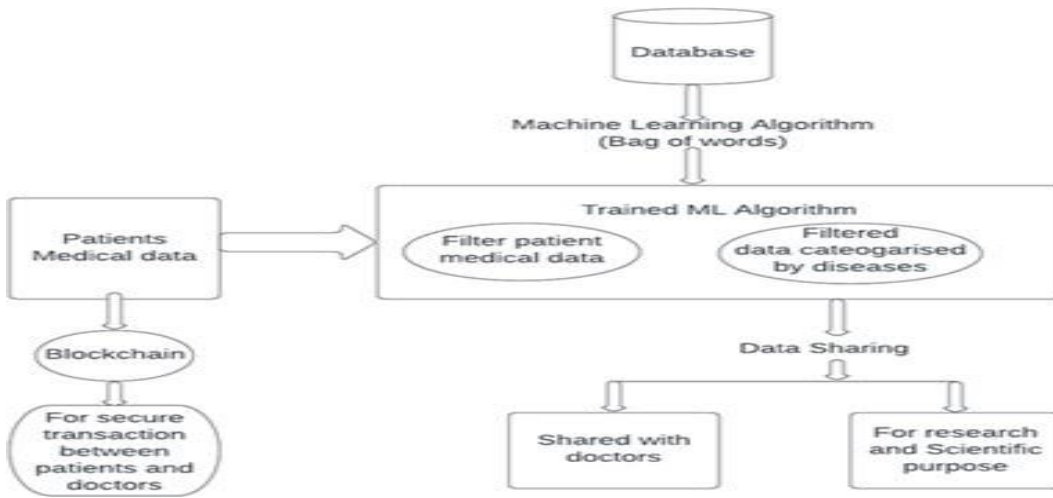 Database
Machine Learning Algorithm
(Bag of words)
Trained ML Algorithm
Patients
Medical data
Filter patient
medical data
Filtered
data cateogarised
by diseases
Blockchain
Data Sharing
For secure
transaction
between
patients and
doctors
Shared with
doctors
For research
and Scientific
purpose